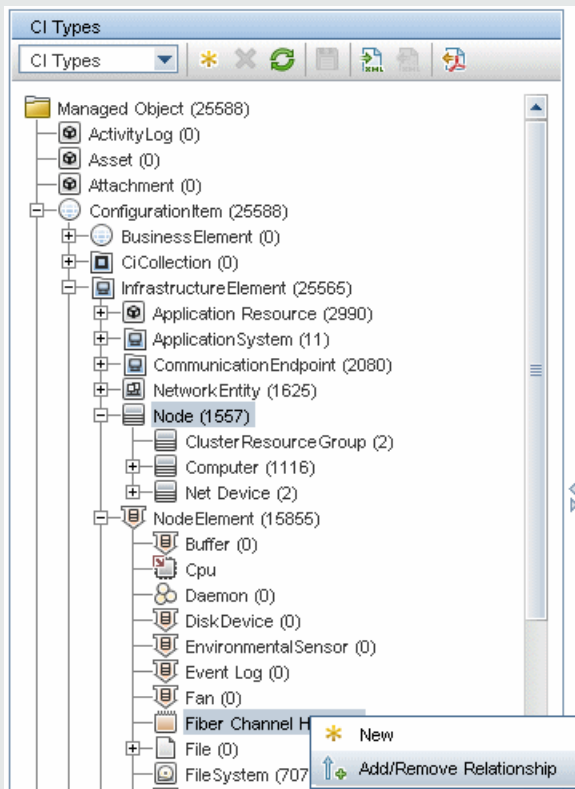 CI Types
CI Types
XML
Managed Object (25588)
ActivityLog (0)
Asset (0)
Attachment (0)
ConfigurationItem (25588)
BusinessElement (0)
CiCollection (0)
InfrastructureElement (25565)
Application Resource (2990)
ApplicationSystem (11)
CommunicationEndpoint (2080)
NetworkEntity (1625)
Node (1557)
ClusterResourceGroup (2)
Computer (1116)
Net Device (2)
NodeElement (15855)
Buffer (0)
Cpu
Daemon (0)
DiskDevice (0)
EnvironmentalSensor (0)
Event Log (0)
Fan (0)
Fiber Channel H
New
File (0)
Add/Remove Relationship
FileSystem (707